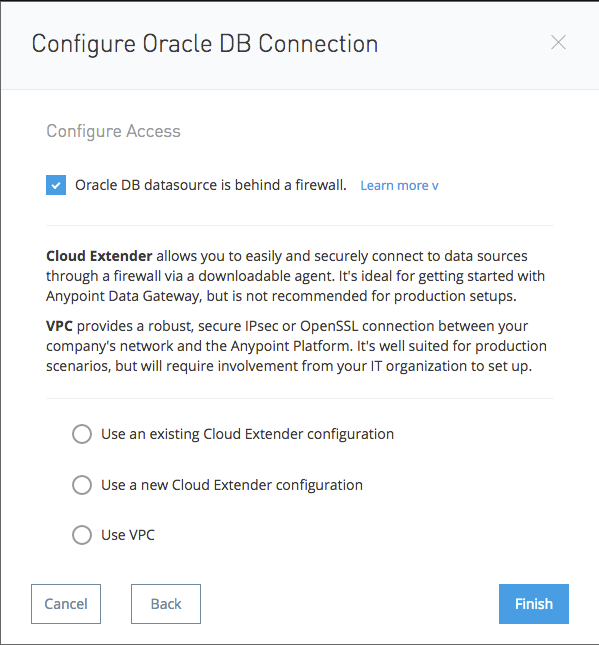 Configure Oracle DB Connection
Configure Access
Oracle DB datasource is behind a firewall. Learn more v
Cloud Extender allows you to easily and securely connect to data sources
through a firewall via a downloadable agent. It's ideal for getting started with
Anypoint Data Gateway, but is not recommended for production setups.
VPC provides a robust, secure IPsec or OpenSSL connection between your
company's network and the Anypoint Platform. It's well suited for production
scenarios, but will require involvement from your IT organization to set up.
Use an existing Cloud Extender configuration
Use a new Cloud Extender configuration
Use VPC
Cancel Back Finish